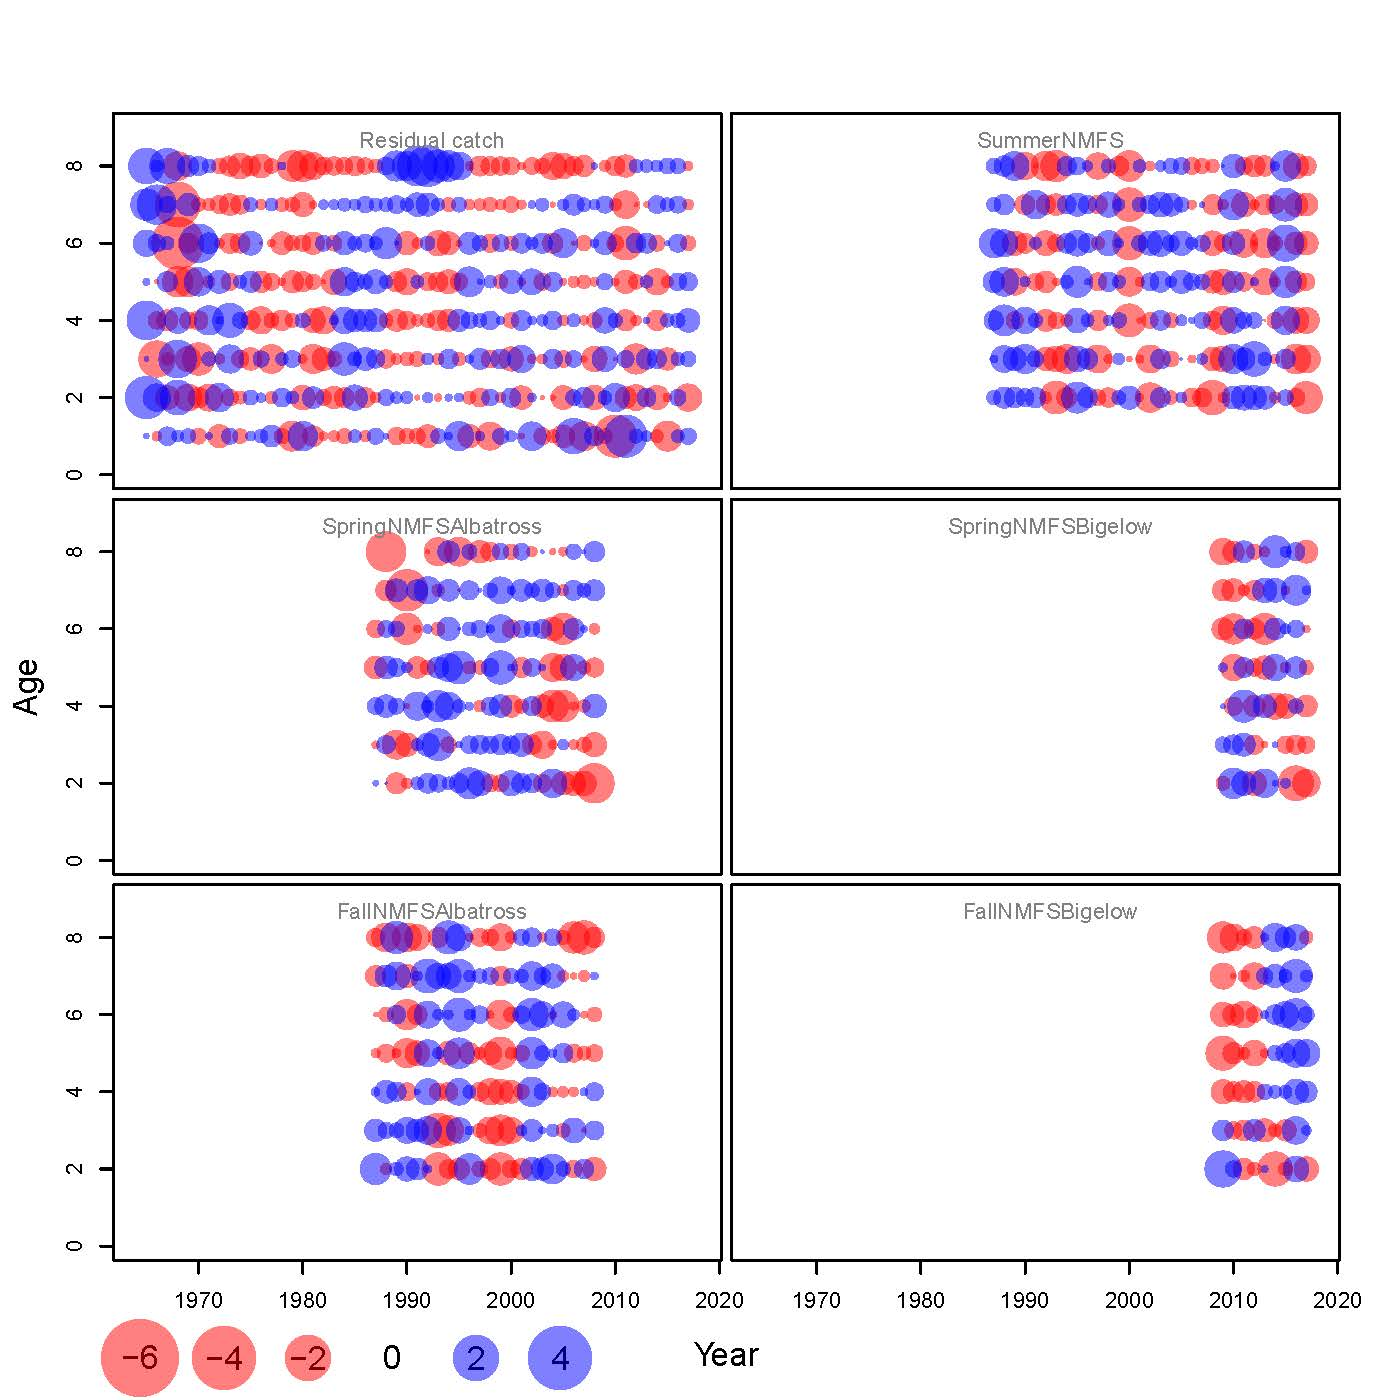 Residual catch
SummerNMFS
8
6
4
2
0
SpringNMFSAlbatross
SpringNMFSBigelow
8
6
4
2
0
Age
FallNMFSAlbatross
FallNMFSBigelow
8
6
4
2
0
1970 1980 1990 2000 2010 2020 1970 1980 1990 2000 2010 2020
−6 −4 −2 0 2 4
Year